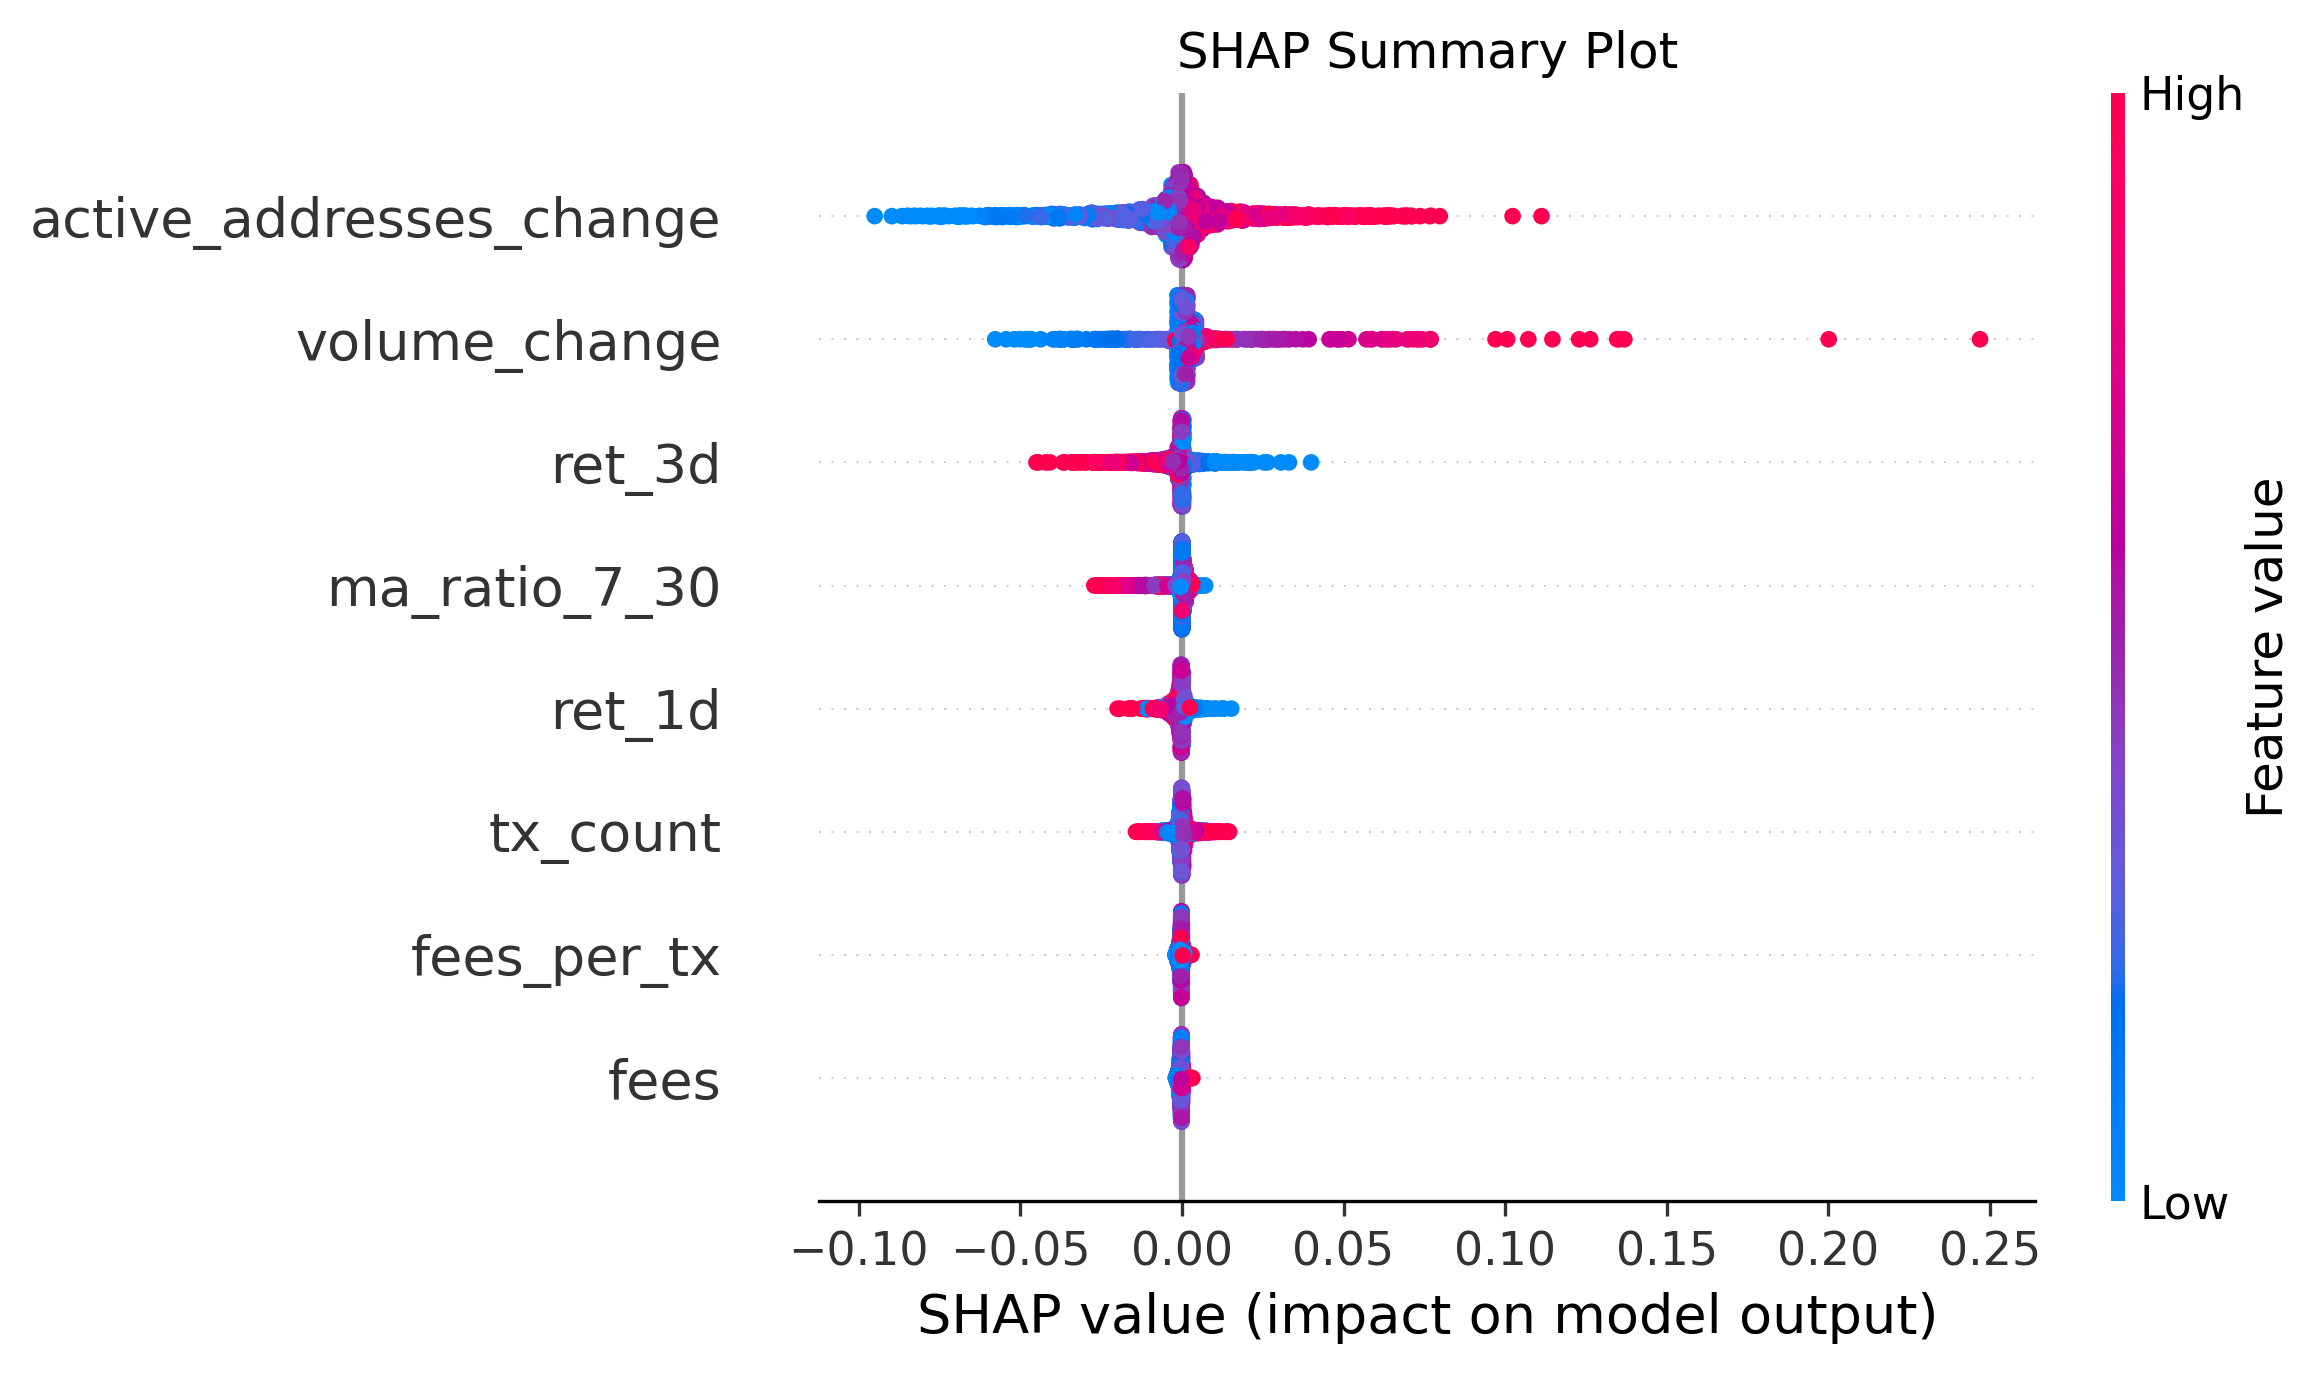 SHAP Summary Plot
High
active_addresses_change
volume_change
ret_3d
ma_ratio_7_30
ret_1d
tx_count
fees_per_tx
fees
Feature value
Low
−0.10 −0.05 0.00 0.05 0.10 0.15 0.20 0.25
SHAP value (impact on model output)